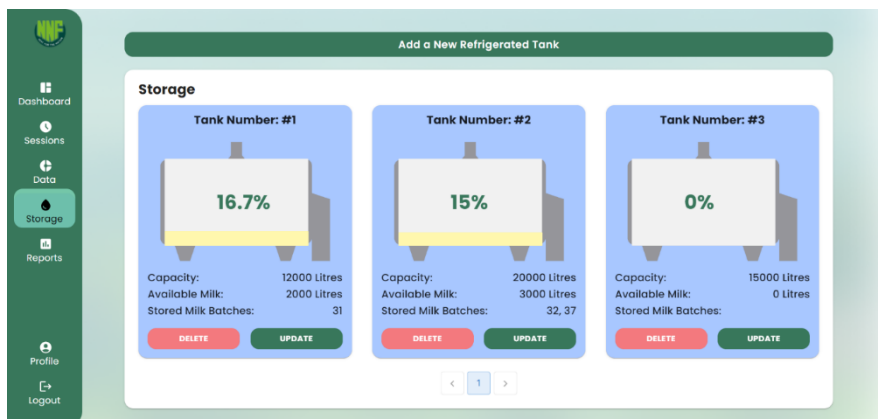 NNF
Add a New Refrigerated Tank
Dashboard
Sessions
Data
Storage
Reports
Profile
Logout
Storage
Tank Number: #1
16.7%
Capacity: 12000 Litres
Available Milk: 2000 Litres
Stored Milk Batches: 31
DELETE UPDATE
Tank Number: #2
15%
Capacity: 20000 Litres
Available Milk: 3000 Litres
Stored Milk Batches: 32, 37
DELETE UPDATE
Tank Number: #3
0%
Capacity: 15000 Litres
Available Milk: 0 Litres
Stored Milk Batches:
DELETE UPDATE
< 1 >